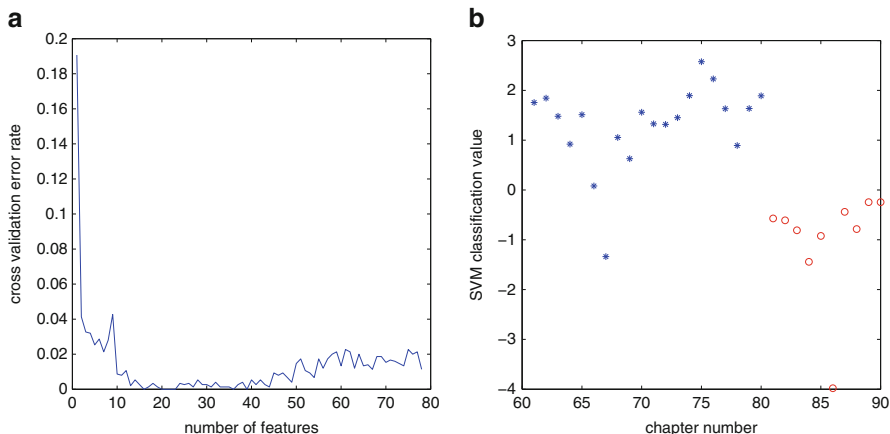 a
0.2
0.18
0.16
0.14
0.12
0.1
0.08
0.06
0.04
0.02
0
cross validation error rate
0 10 20 30 40 50 60 70 80
number of features
b
3
2
1
0
−1
−2
−3
−4
SVM classification value
60 65 70 75 80 85 90
chapter number